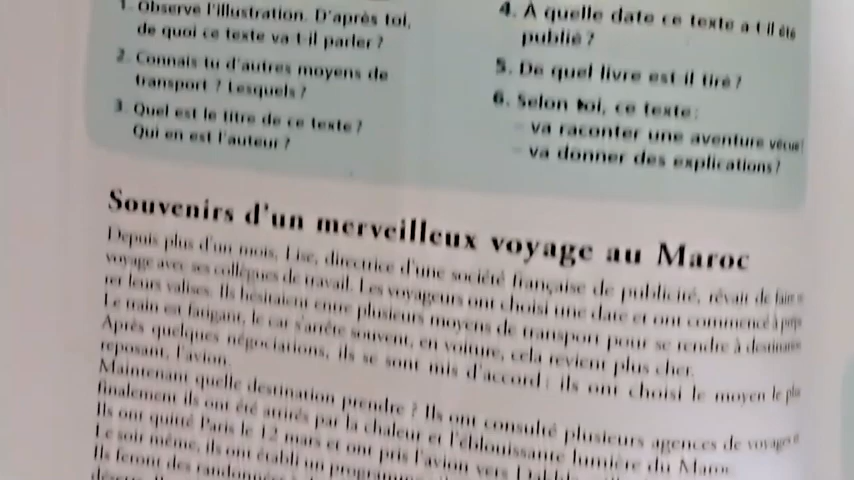 1. Observe l'illustration. D'après toi,
de quoi ce texte va t-il parler ?
2. Connais tu d'autres moyens de
transport ? Lesquels ?
3. Quel est le titre de ce texte ?
Qui en est l'auteur ?
4. À quelle date ce texte a t il été
publié ?
5. De quel livre est il tiré ?
6. Selon toi, ce texte :
- va raconter une aventure vécue
- va donner des explications ?
Souvenirs d'un merveilleux voyage au Maroc
Depuis plus d'un mois, Lise, directrice d'une société française de publicité, rêvait de faire
voyage avec ses collègues de travail. Les voyageurs ont choisi une date et ont commencé à
rer leurs valises. Ils hésitaient entre plusieurs moyens de transport pour se rendre à
Le train est fatigant, le car s'arrête souvent, en voiture, cela revient plus cher.
Après quelques négociations, ils se sont mis d'accord : ils ont choisi le moyen le plus
reposant, l'avion.
Maintenant quelle destination prendre ? Ils ont consulté plusieurs agences de voyages
finalement ils ont été attirés par la chaleur et l'éblouissante lumière du Maroc.
Ils ont quitté Paris le 12 mars et ont pris l'avion vers
Le soir même, ils ont établi un
Ils feront des